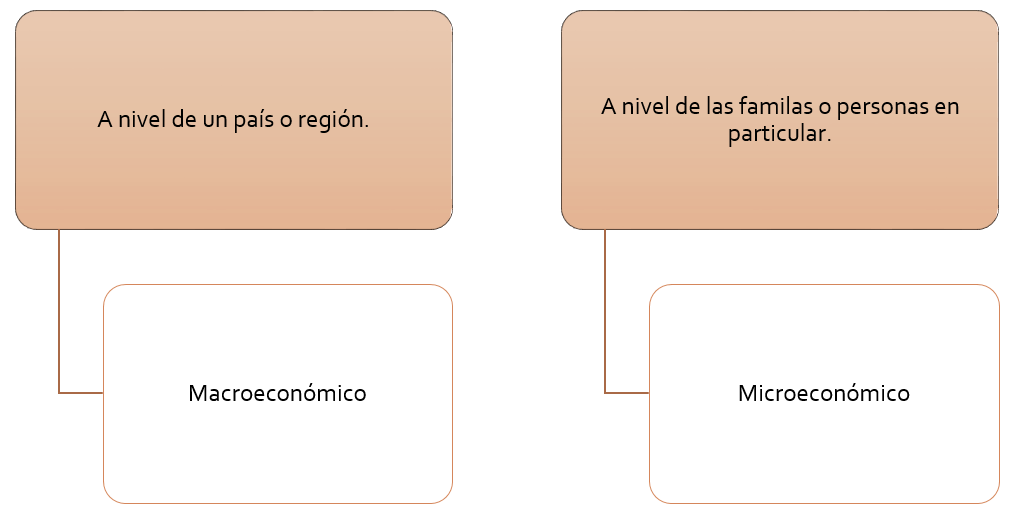 A nivel de un país o región.
A nivel de las familas o personas en
particular.
Macroeconómico
Microeconómico